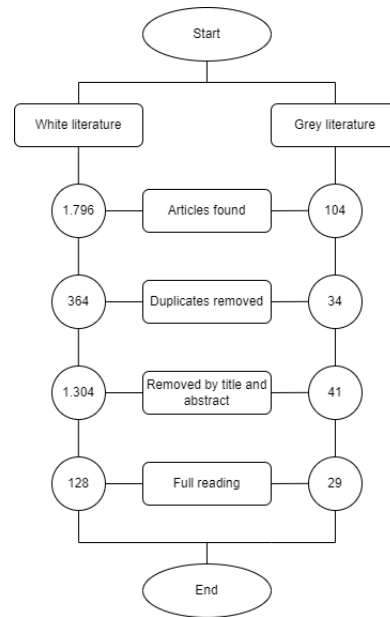 Start
White literature
Grey literature
1.796
Articles found
104
364
Duplicates removed
34
1.304
Removed by title and
abstract
41
128
Full reading
29
End